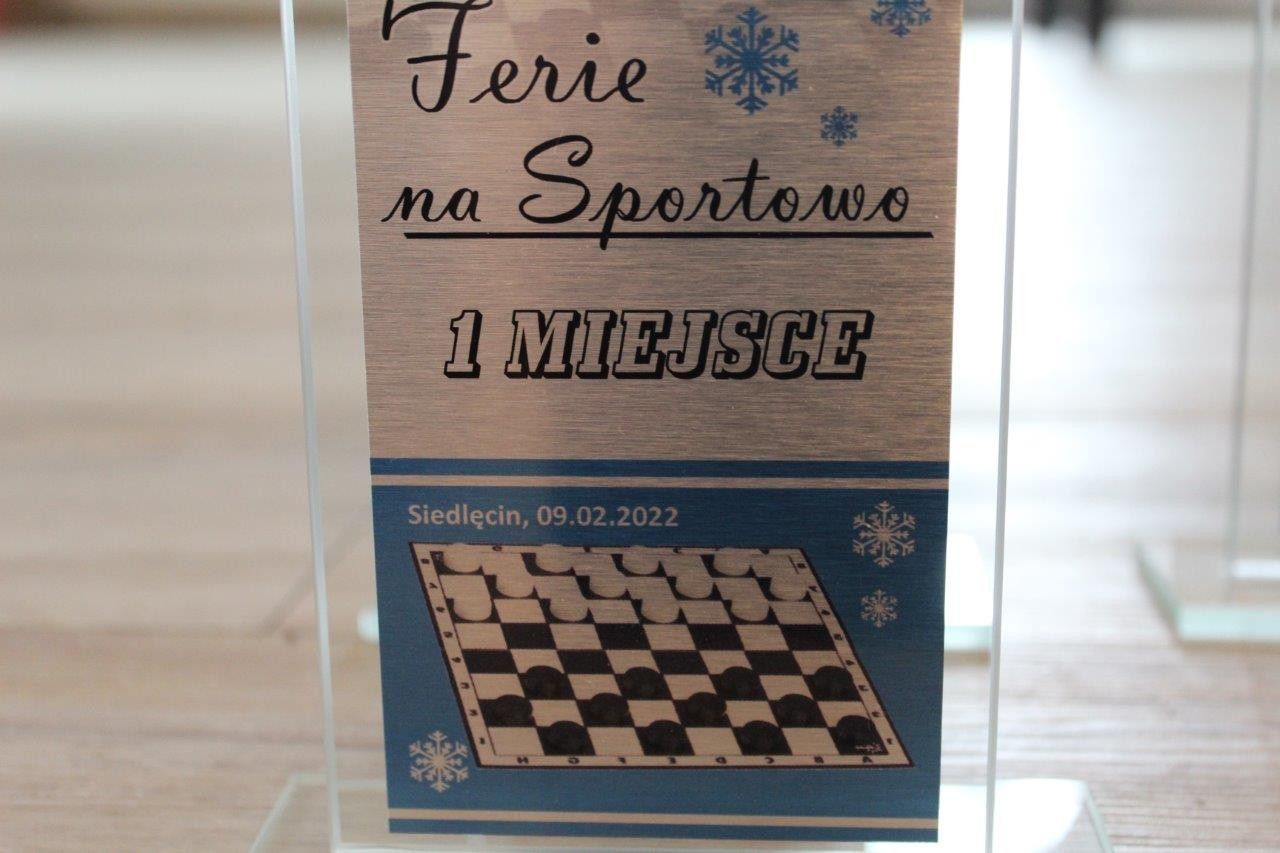 Ferie
na Sportowo
1 MIEJSCE
Siedlęcin, 09.02.2022